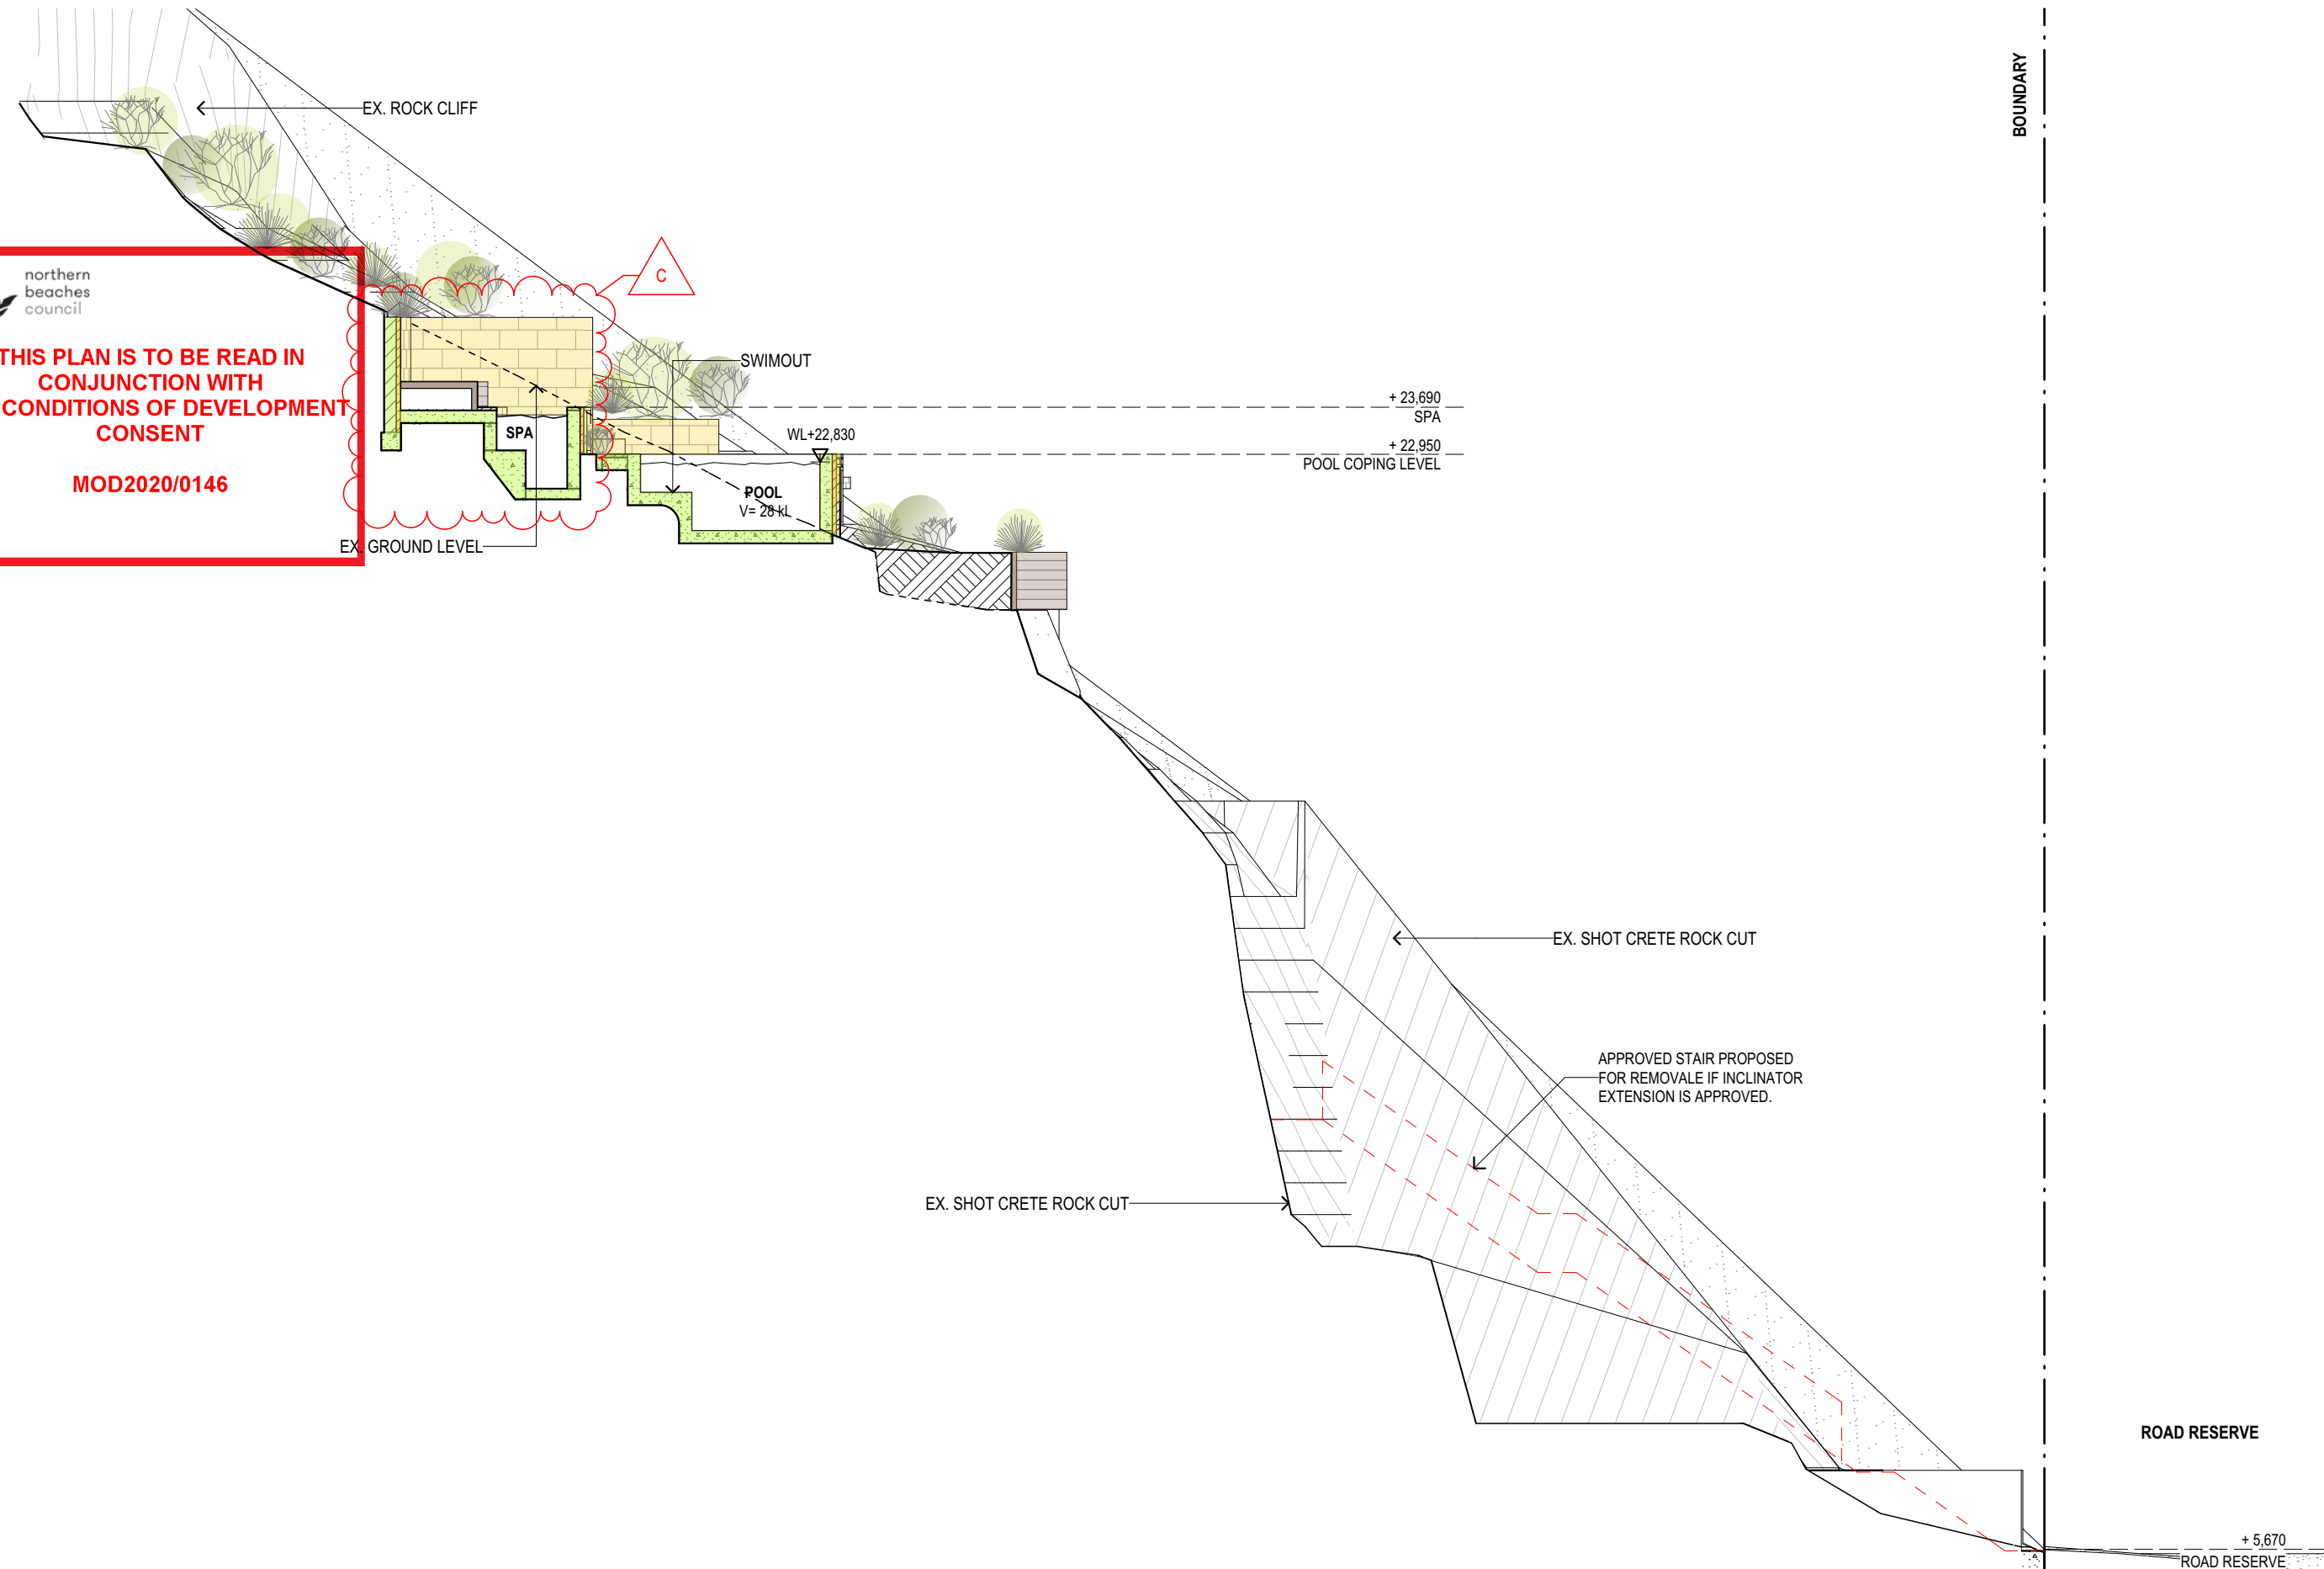 BOUNDARY
EX. ROCK CLIFF
northern
beaches
council
C
THIS PLAN IS TO BE READ IN
CONJUNCTION WITH
CONDITIONS OF DEVELOPMENT
CONSENT
MOD2020/0146
SWIMOUT
+ 23,690
SPA
SPA
WL+22,830
+ 22,950
POOL COPING LEVEL
POOL
V= 28 kl
EX. GROUND LEVEL
EX. SHOT CRETE ROCK CUT
APPROVED STAIR PROPOSED
FOR REMOVALE IF INCLINATOR
EXTENSION IS APPROVED.
EX. SHOT CRETE ROCK CUT
ROAD RESERVE
+ 5,670
ROAD RESERVE